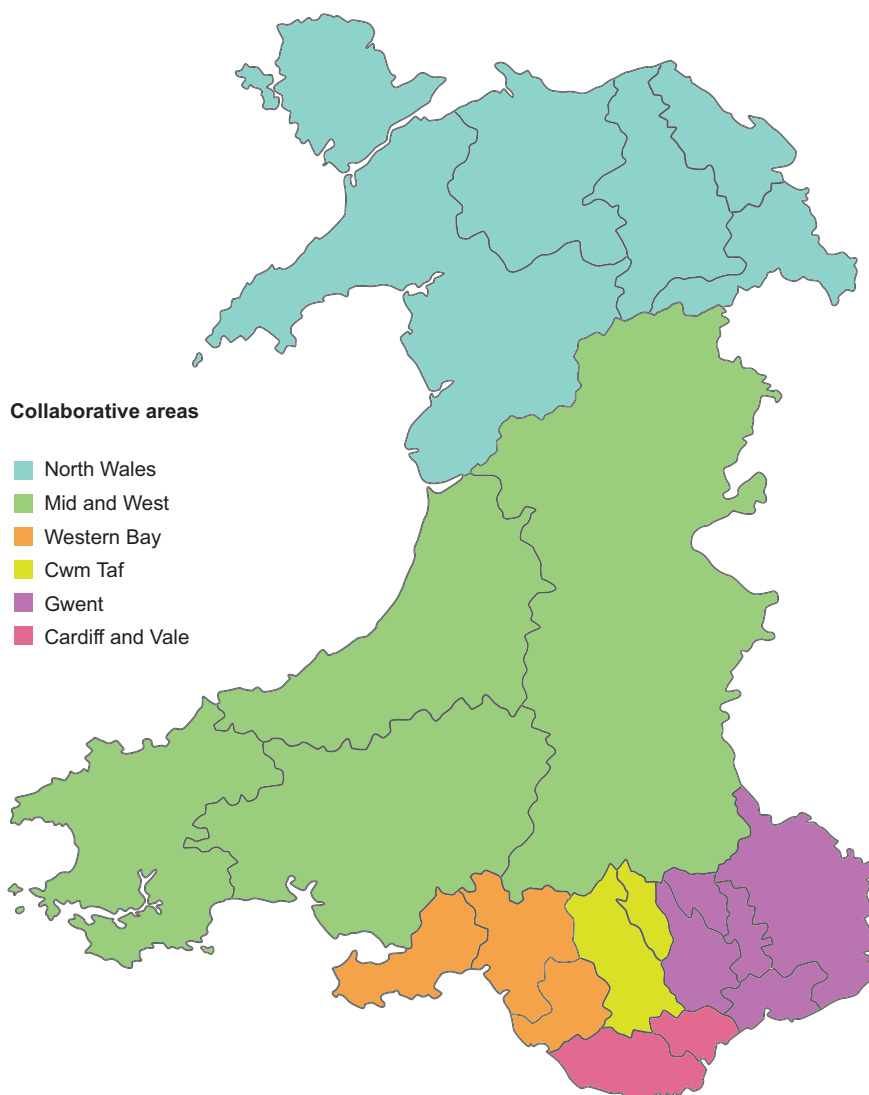 Collaborative areas
North Wales
Mid and West
Western Bay
Cwm Taf
Gwent
Cardiff and Vale